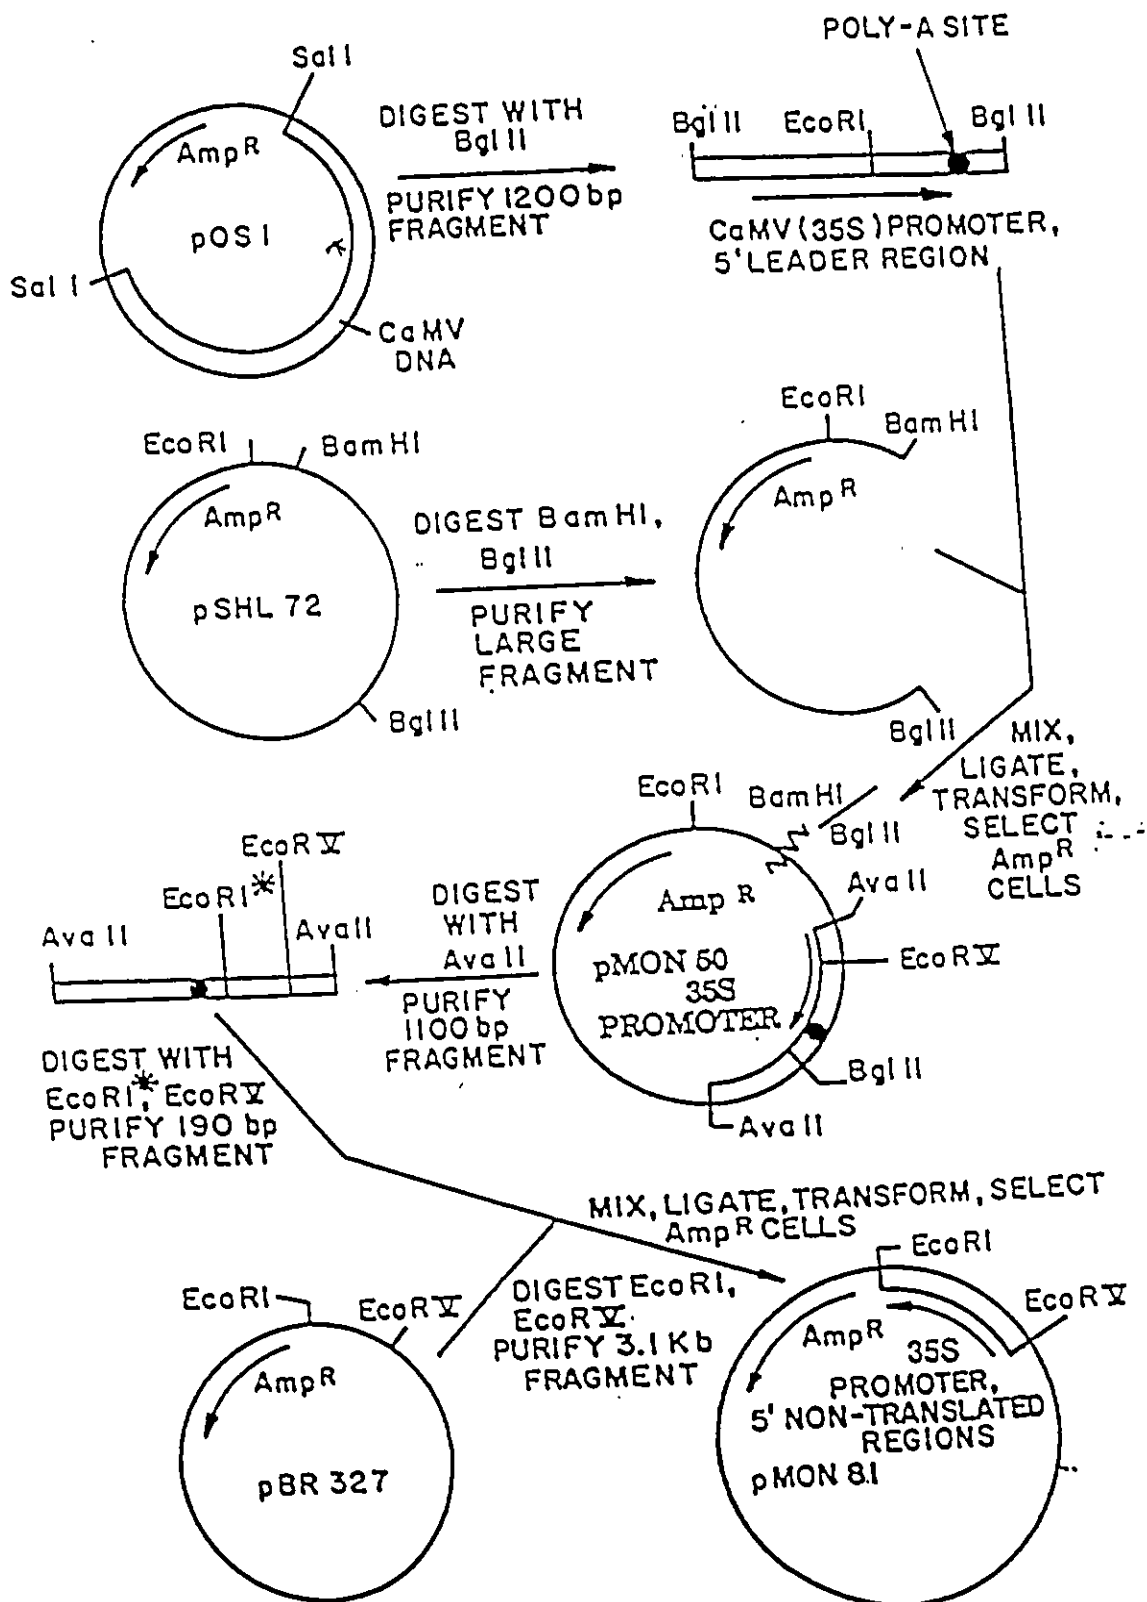 POLY-A SITE
Sal I
DIGEST WITH
Bgl II
PURIFY 1200 bp
FRAGMENT
Bgl II
EcoRI
Bgl II
Amp R
pOS 1
CaMV (35S) PROMOTER,
5' LEADER REGION
Sal I
CaMV
DNA
EcoRI
BamHI
Amp R
pSHL 72
Bgl II
DIGEST BamHI,
Bgl II
PURIFY
LARGE
FRAGMENT
EcoRI
BamHI
Amp R
Bgl II
MIX,
LIGATE,
TRANSFORM,
SELECT
Amp R
CELLS
EcoRI
BamHI
Bgl II
Ava II
Amp R
pMON 50
35S
PROMOTER
EcoR V
Bgl II
Ava II
DIGEST
WITH
Ava II
PURIFY
1100 bp
FRAGMENT
EcoR V
EcoRI*
Ava II
Ava II
DIGEST WITH
EcoRI*, EcoR V
PURIFY 190 bp
FRAGMENT
MIX, LIGATE, TRANSFORM, SELECT
Amp R CELLS
EcoRI
EcoR V
Amp R
pBR 327
DIGEST EcoRI,
EcoR V.
PURIFY 3.1 Kb
FRAGMENT
EcoRI
EcoR V
Amp R
35S
PROMOTER,
5' NON-TRANSLATED
REGIONS
pMON 8.1